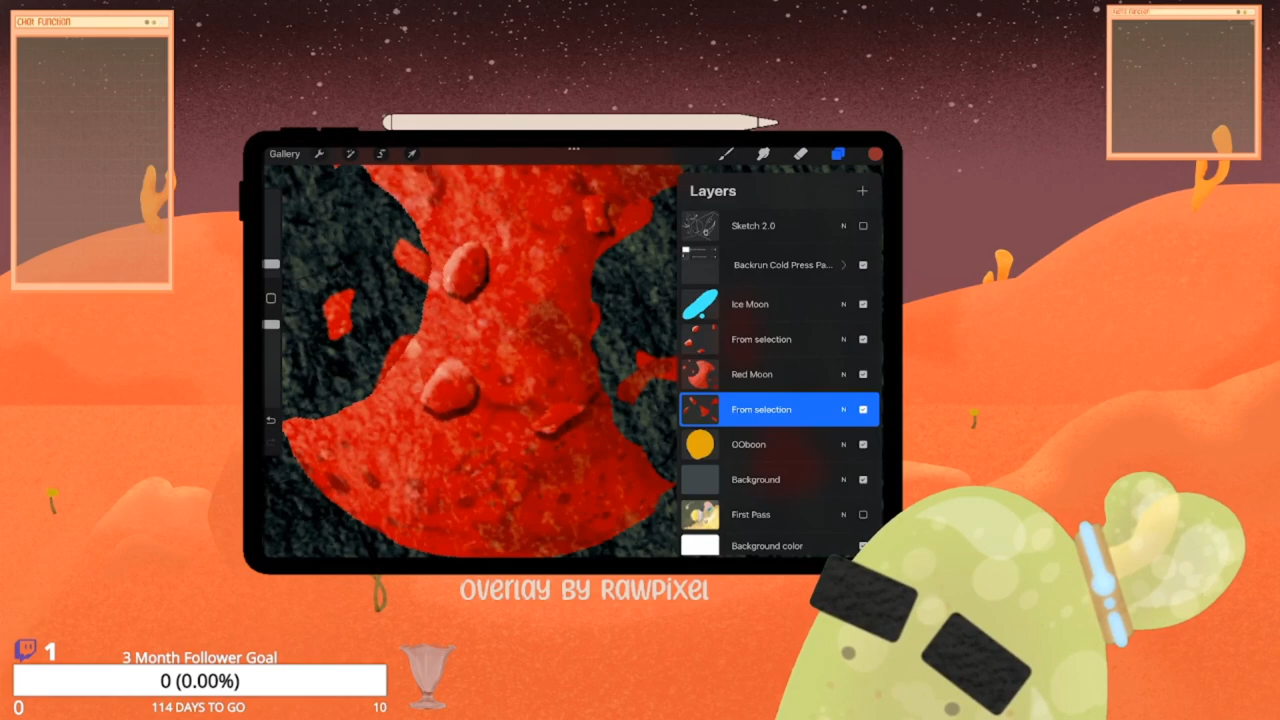 Chat Function
Gallery
Layers
Sketch 2.0
N
Backrun Cold Press Pa...
Ice Moon
N
From selection
N
Red Moon
N
From selection
N
OOboon
N
Background
N
First Pass
N
Background color
Overlay by Rawpixel
1
3 Month Follower Goal
0 (0.00%)
0
114 DAYS TO GO
10